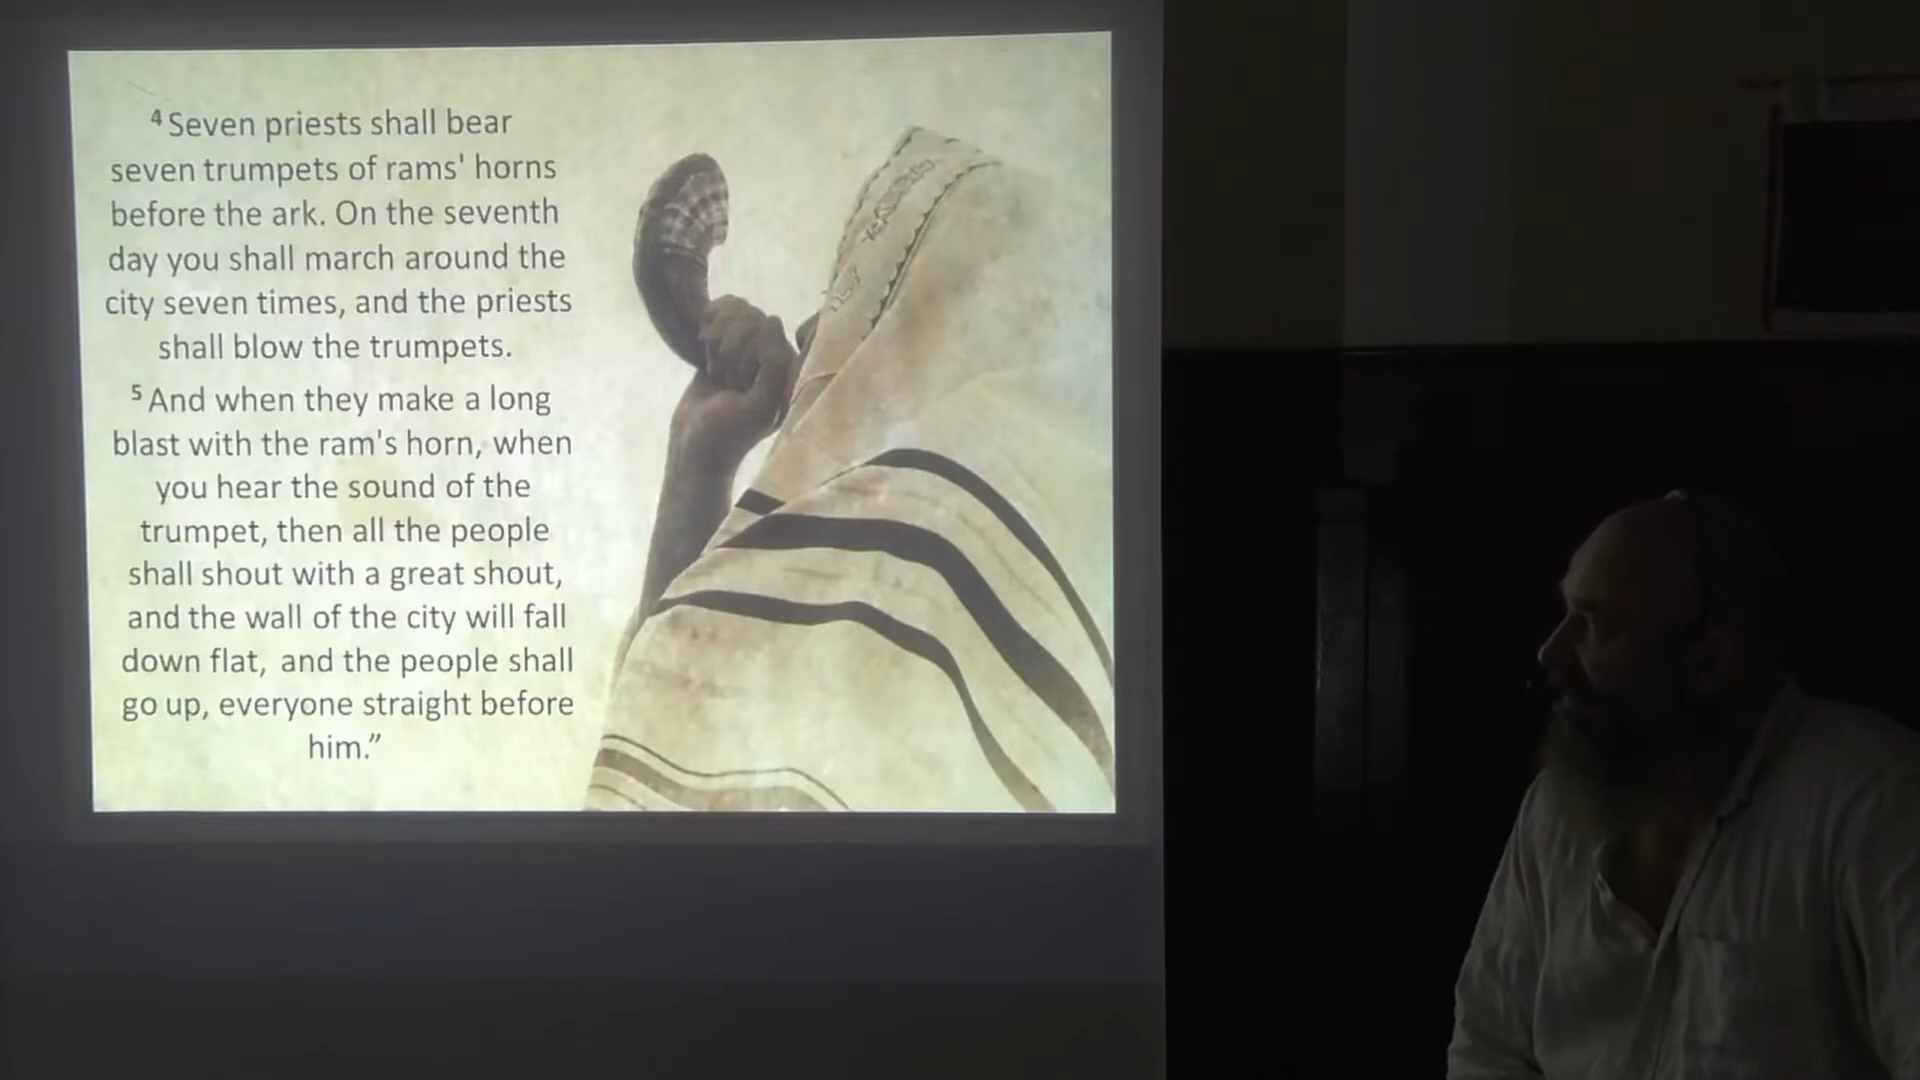 4 Seven priests shall bear
seven trumpets of rams' horns
before the ark. On the seventh
day you shall march around the
city seven times, and the priests
shall blow the trumpets.
5 And when they make a long
blast with the ram's horn, when
you hear the sound of the
trumpet, then all the people
shall shout with a great shout,
and the wall of the city will fall
down flat, and the people shall
go up, everyone straight before
him.”